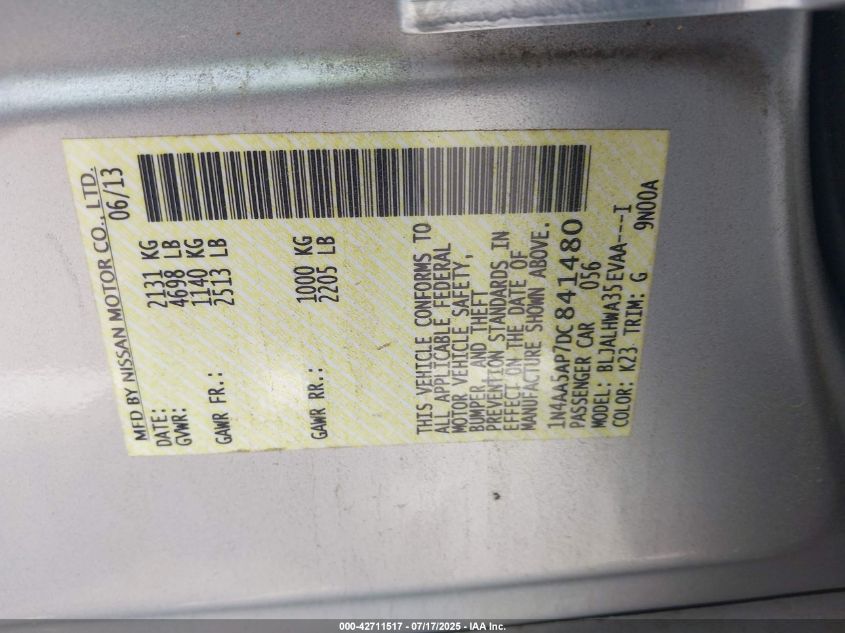 MFD BY NISSAN MOTOR CO., LTD.
DATE: 06/13
GVWR: 2131 KG
4698 LB
GAWR FR.: 1140 KG
2513 LB
GAWR RR.: 1000 KG
2205 LB
THIS VEHICLE CONFORMS TO
ALL APPLICABLE FEDERAL
MOTOR VEHICLE SAFETY,
BUMPER, AND THEFT
PREVENTION STANDARDS IN
EFFECT ON THE DATE OF
MANUFACTURE SHOWN ABOVE.
1N4AA5AP7DC841480
PASSENGER CAR 056
MODEL: BLJALHWA35EVAA---I
COLOR: K23 TRIM: G 9N00A
000-42711517 - 07/17/2025 - IAA Inc.